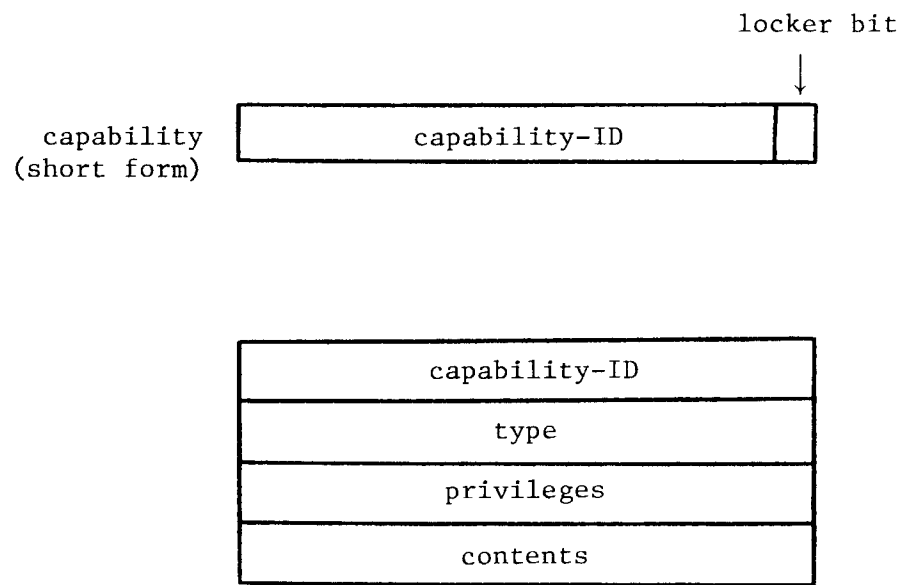 locker bit
capability
(short form)
capability-ID
capability-ID
type
privileges
contents